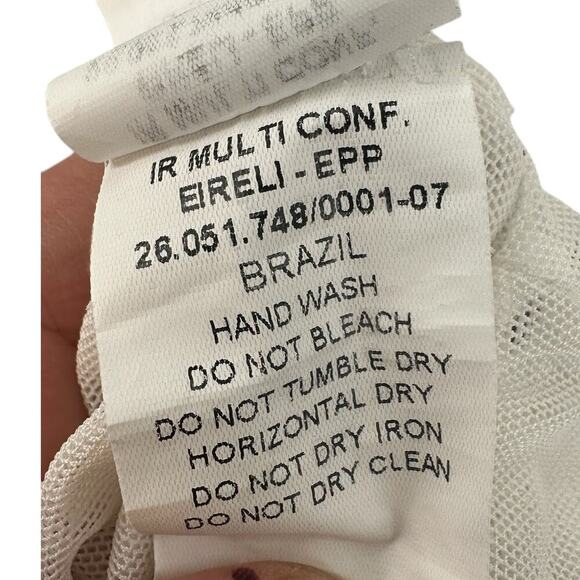 IR MULTI CONF.
EIRELI - EPP
26.051.748/0001-07
BRAZIL
HAND WASH
DO NOT BLEACH
DO NOT TUMBLE DRY
HORIZONTAL DRY
DO NOT DRY IRON
DO NOT DRY CLEAN